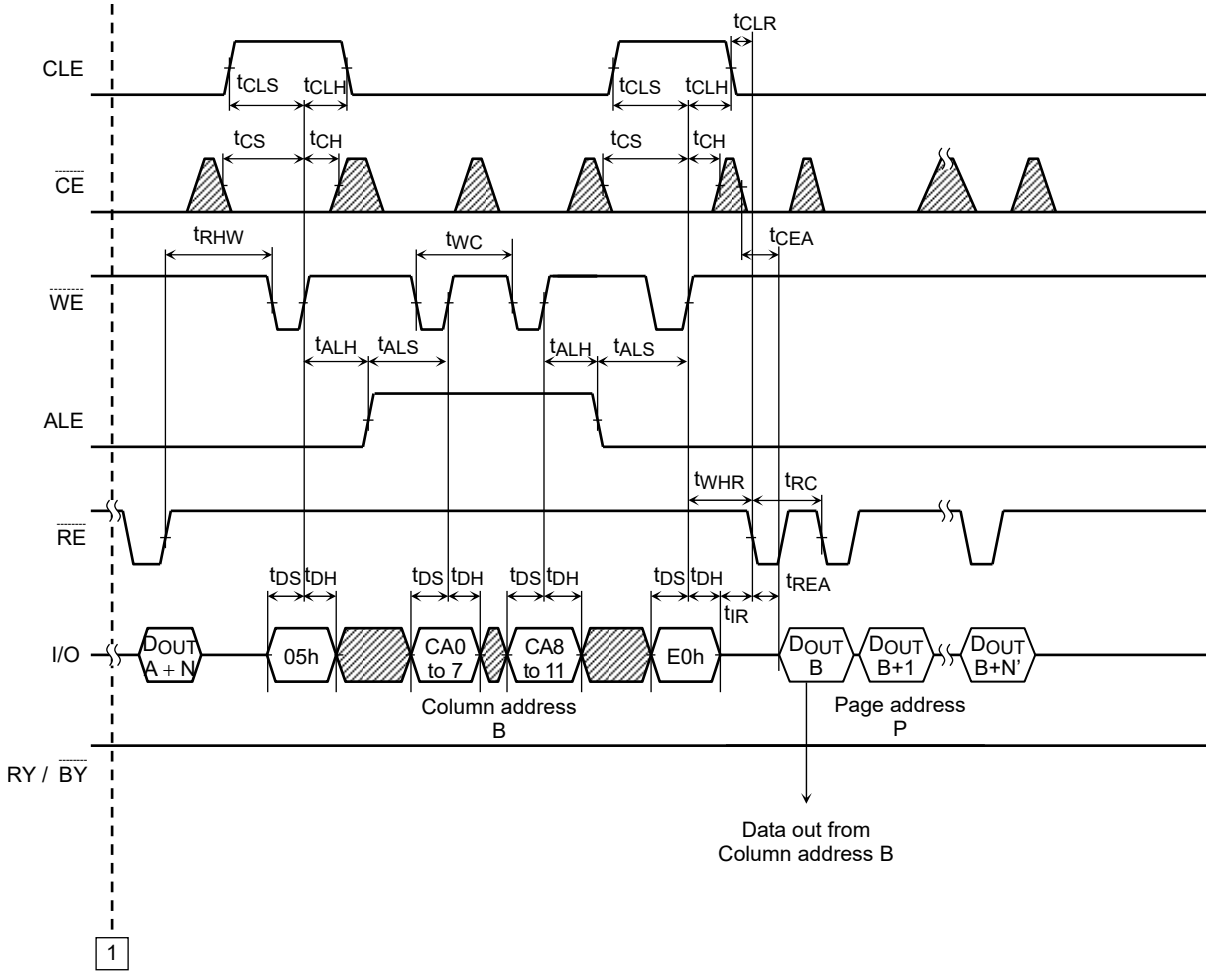 tCLR
CLE
tCLS tCLH tCLS tCLH
tCS tCH tCS tCH
CE
tCEA
tRHW tWC
WE
tALH tALS tALH tALS
ALE
tWHR tRC
RE
tDS tDH tDS tDH tDS tDH tDS tDH tREA
tIR
I/O DOUT A + N 05h CA0 to 7 CA8 to 11 E0h DOUT B DOUT B+1 DOUT B+N’
Column address
B
Page address
P
RY / BY
Data out from
Column address B
1